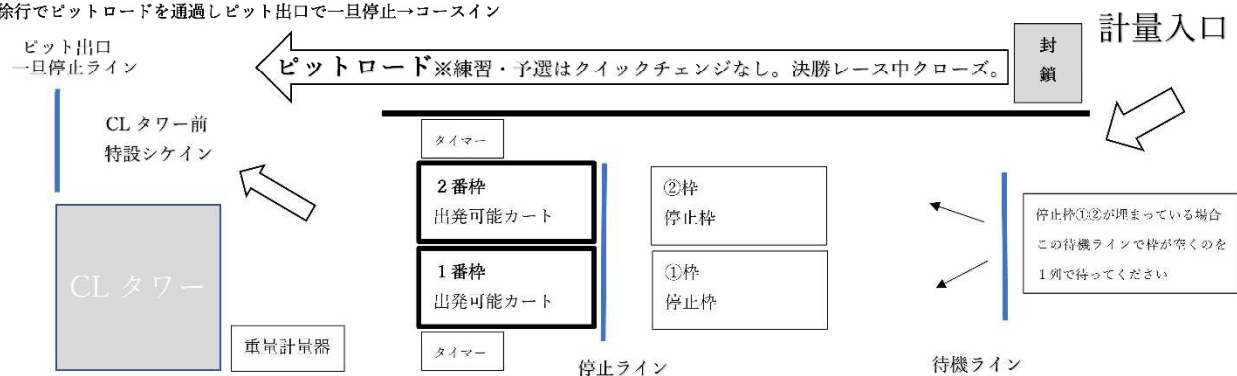 除行でピットロードを通過しピット出口で一旦停止→コースイン
計量入口
ピット出口
一旦停止ライン
ピットロード※練習・予選はクイックチェンジなし。決勝レース中クローズ。
封
鎖
CL タワー前
特設シケイン
タイマー
2番枠
出発可能カート
②枠
停止枠
停止枠①②が埋まっている場合
この待機ラインで枠が空くのを
1列で待ってください
1番枠
出発可能カート
①枠
停止枠
CL タワー
重量計量器
タイマー
停止ライン
待機ライン